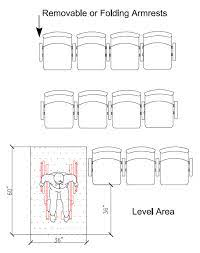 Removable or Folding Armrests
60"
36"
Level Area
36"